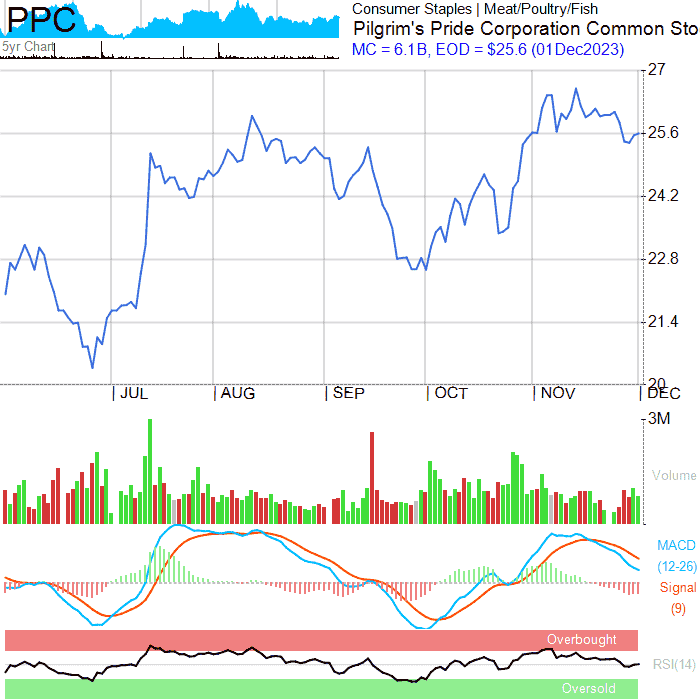 PPC
5yr Chart
Consumer Staples | Meat/Poultry/Fish
Pilgrim's Pride Corporation Common Sto
MC = 6.1B, EOD = $25.6 (01Dec2023)
27
25.6
24.2
22.8
21.4
20
JUL
AUG
SEP
OCT
NOV
DEC
3M
Volume
MACD
(12-26)
Signal
(9)
Overbought
RSI(14)
Oversold